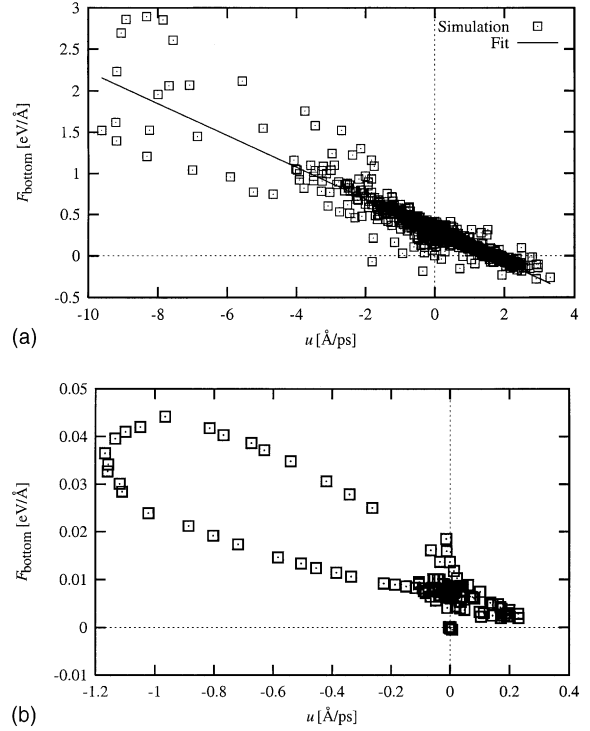 3
2.5
2
1.5
1
0.5
0
-0.5
F_bottom [eV/Å]
Simulation
Fit
-10 -8 -6 -4 -2 0 2 4
u [Å/ps]
(a)
0.05
0.04
0.03
0.02
0.01
0
-0.01
F_bottom [eV/Å]
-1.2 -1 -0.8 -0.6 -0.4 -0.2 0 0.2 0.4
u [Å/ps]
(b)